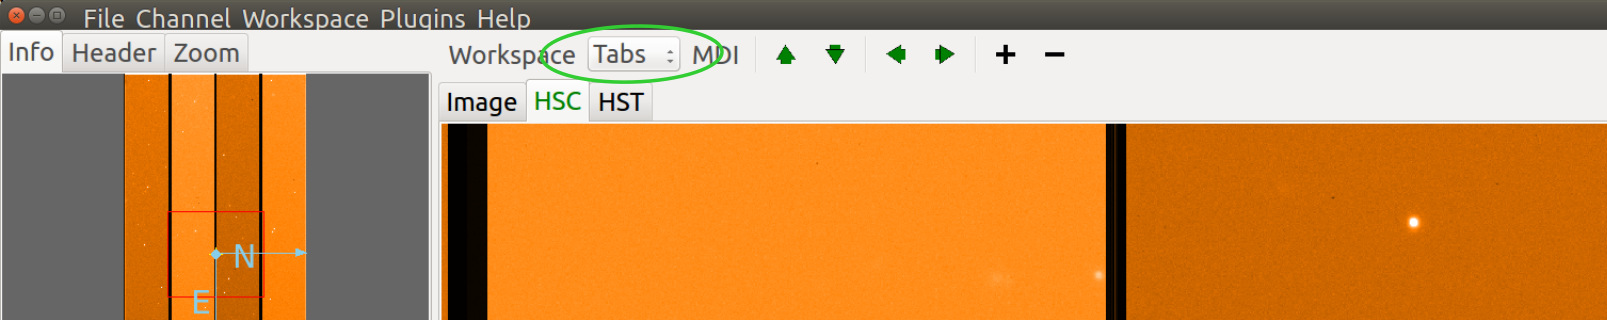 File Channel Workspace Plugins Help
Info Header Zoom
Workspace Tabs MDI
Image HSC HST
N
E